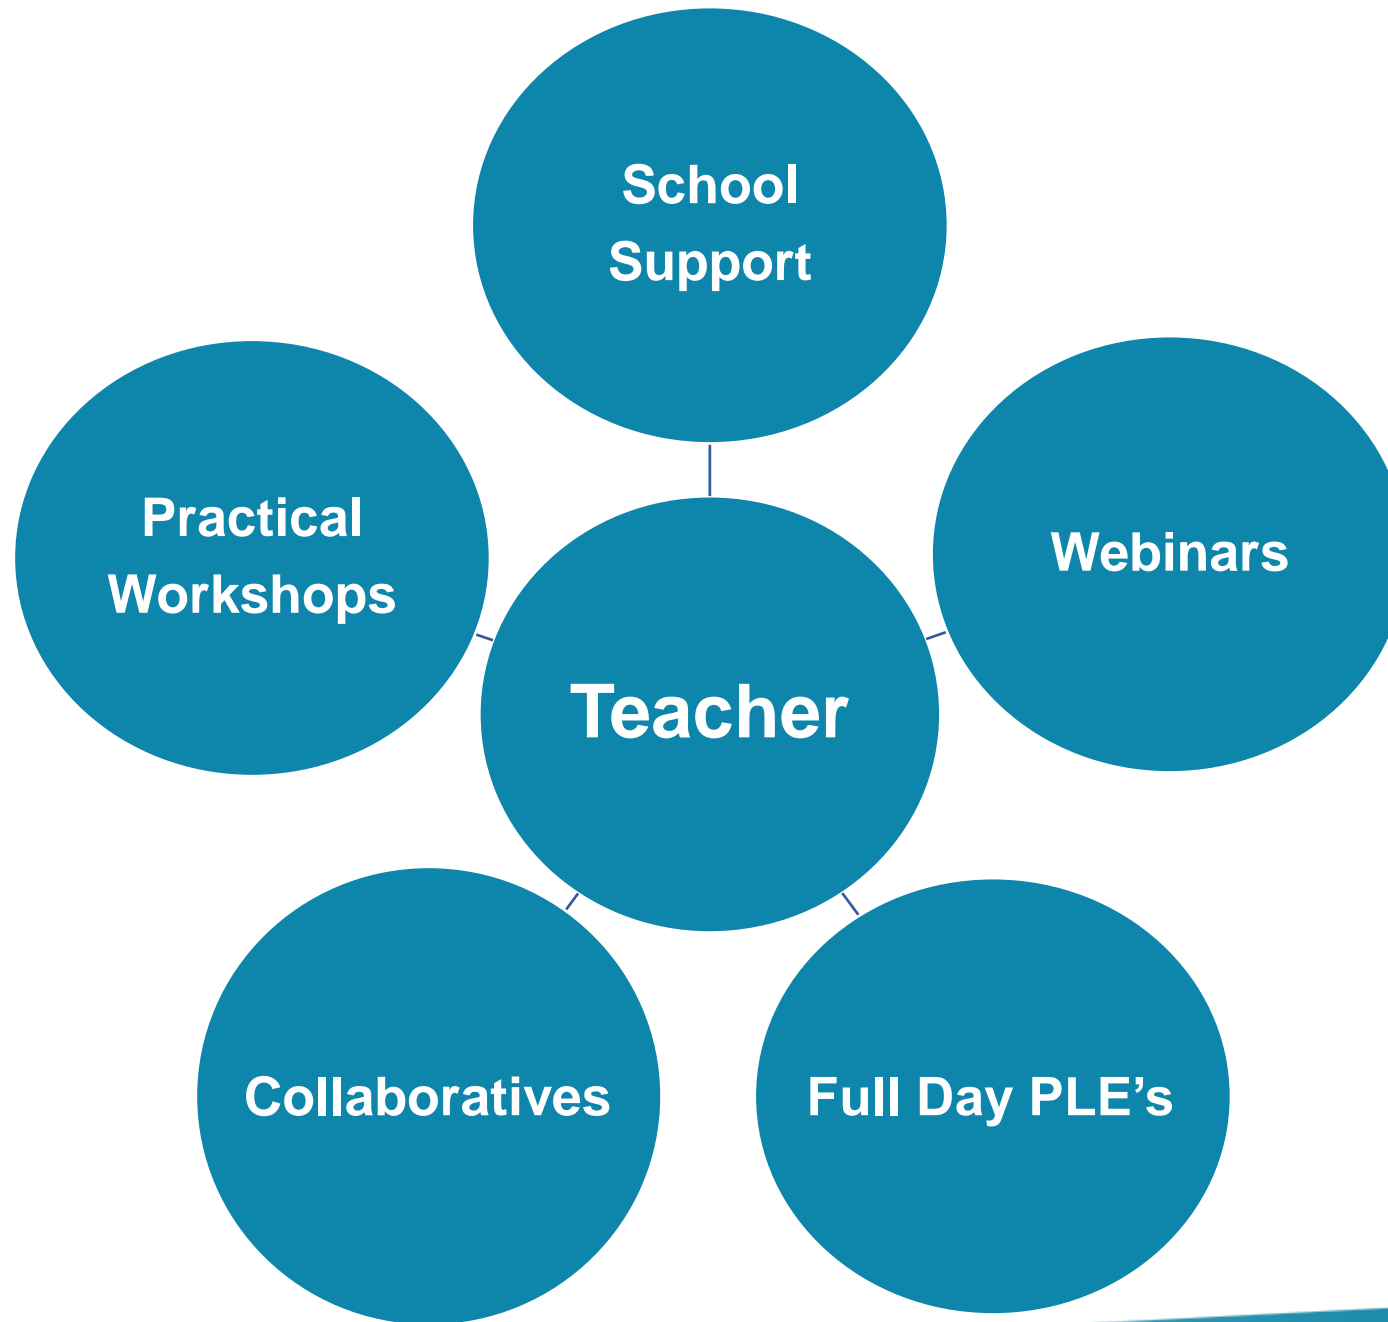 School
Support
Practical
Workshops
Webinars
Teacher
Collaboratives
Full Day PLE’s